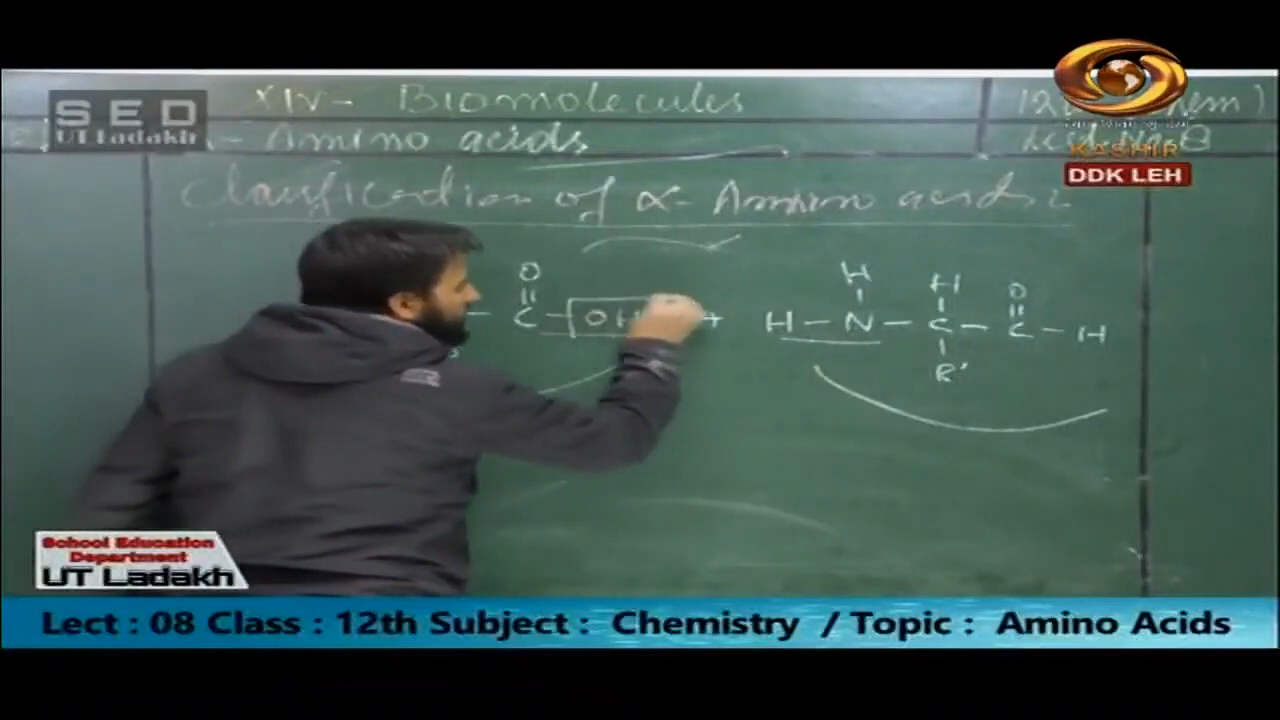 SED
UT Ladakh
XIV- Biomolecules
Amino acids
KASHIR
DDK LEH
Classification of α- Amino acids:
O H H O
C OH + H - N - C - C - H
R'
School Education
Department
UT Ladakh
Lect : 08 Class : 12th Subject : Chemistry / Topic : Amino Acids